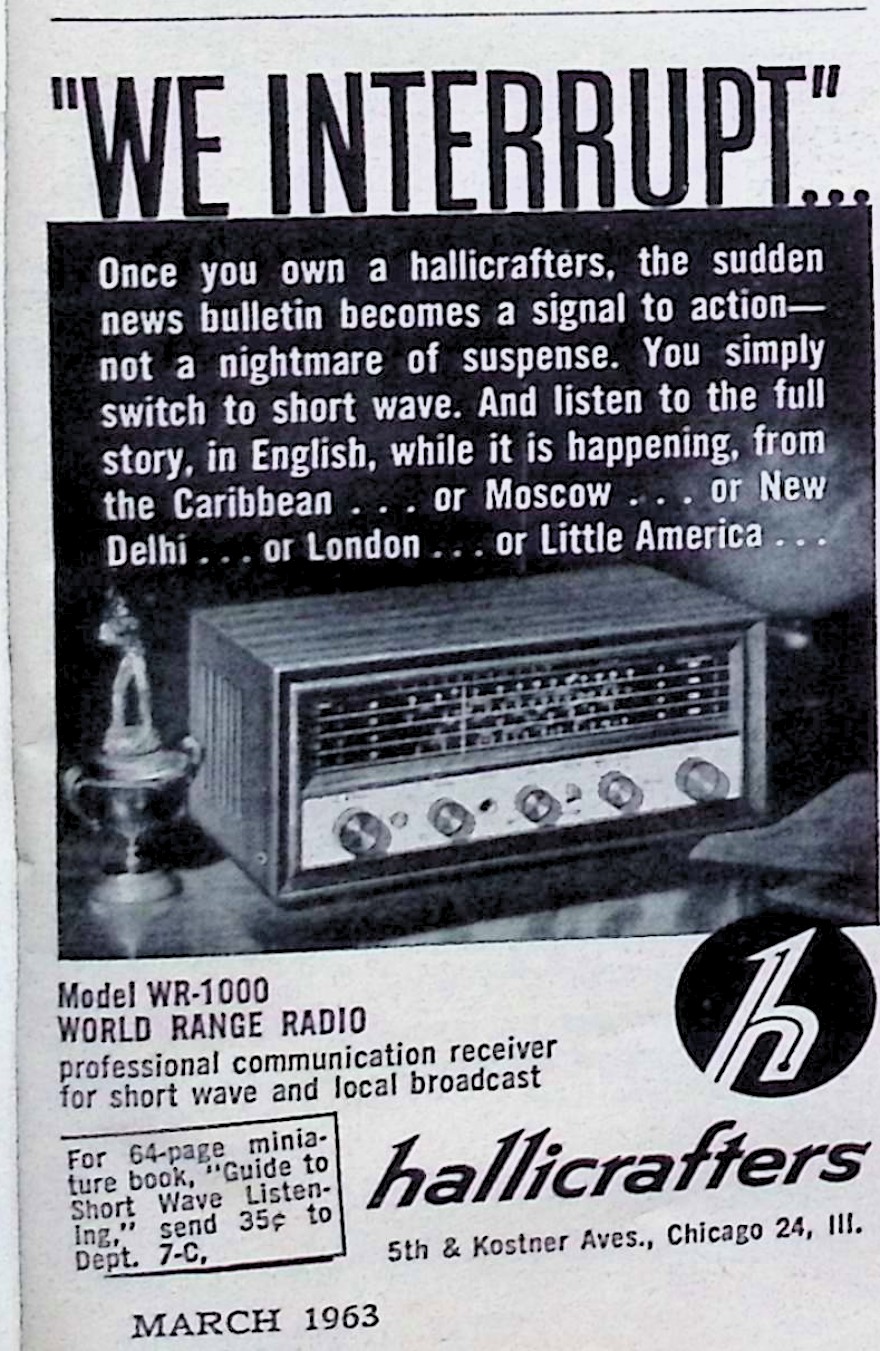 "WE INTERRUPT"...
Once you own a hallicrafters, the sudden
news bulletin becomes a signal to action—
not a nightmare of suspense. You simply
switch to short wave. And listen to the full
story, in English, while it is happening, from
the Caribbean . . . or Moscow . . . or New
Delhi . . . or London . . . or Little America . . .
h
Model WR-1000
WORLD RANGE RADIO
professional communication receiver
for short wave and local broadcast
For 64-page minia-
ture book, "Guide to
Short Wave Listen-
ing," send 35¢ to
Dept. 7-C,
hallicrafters
5th & Kostner Aves., Chicago 24, Ill.
MARCH 1963